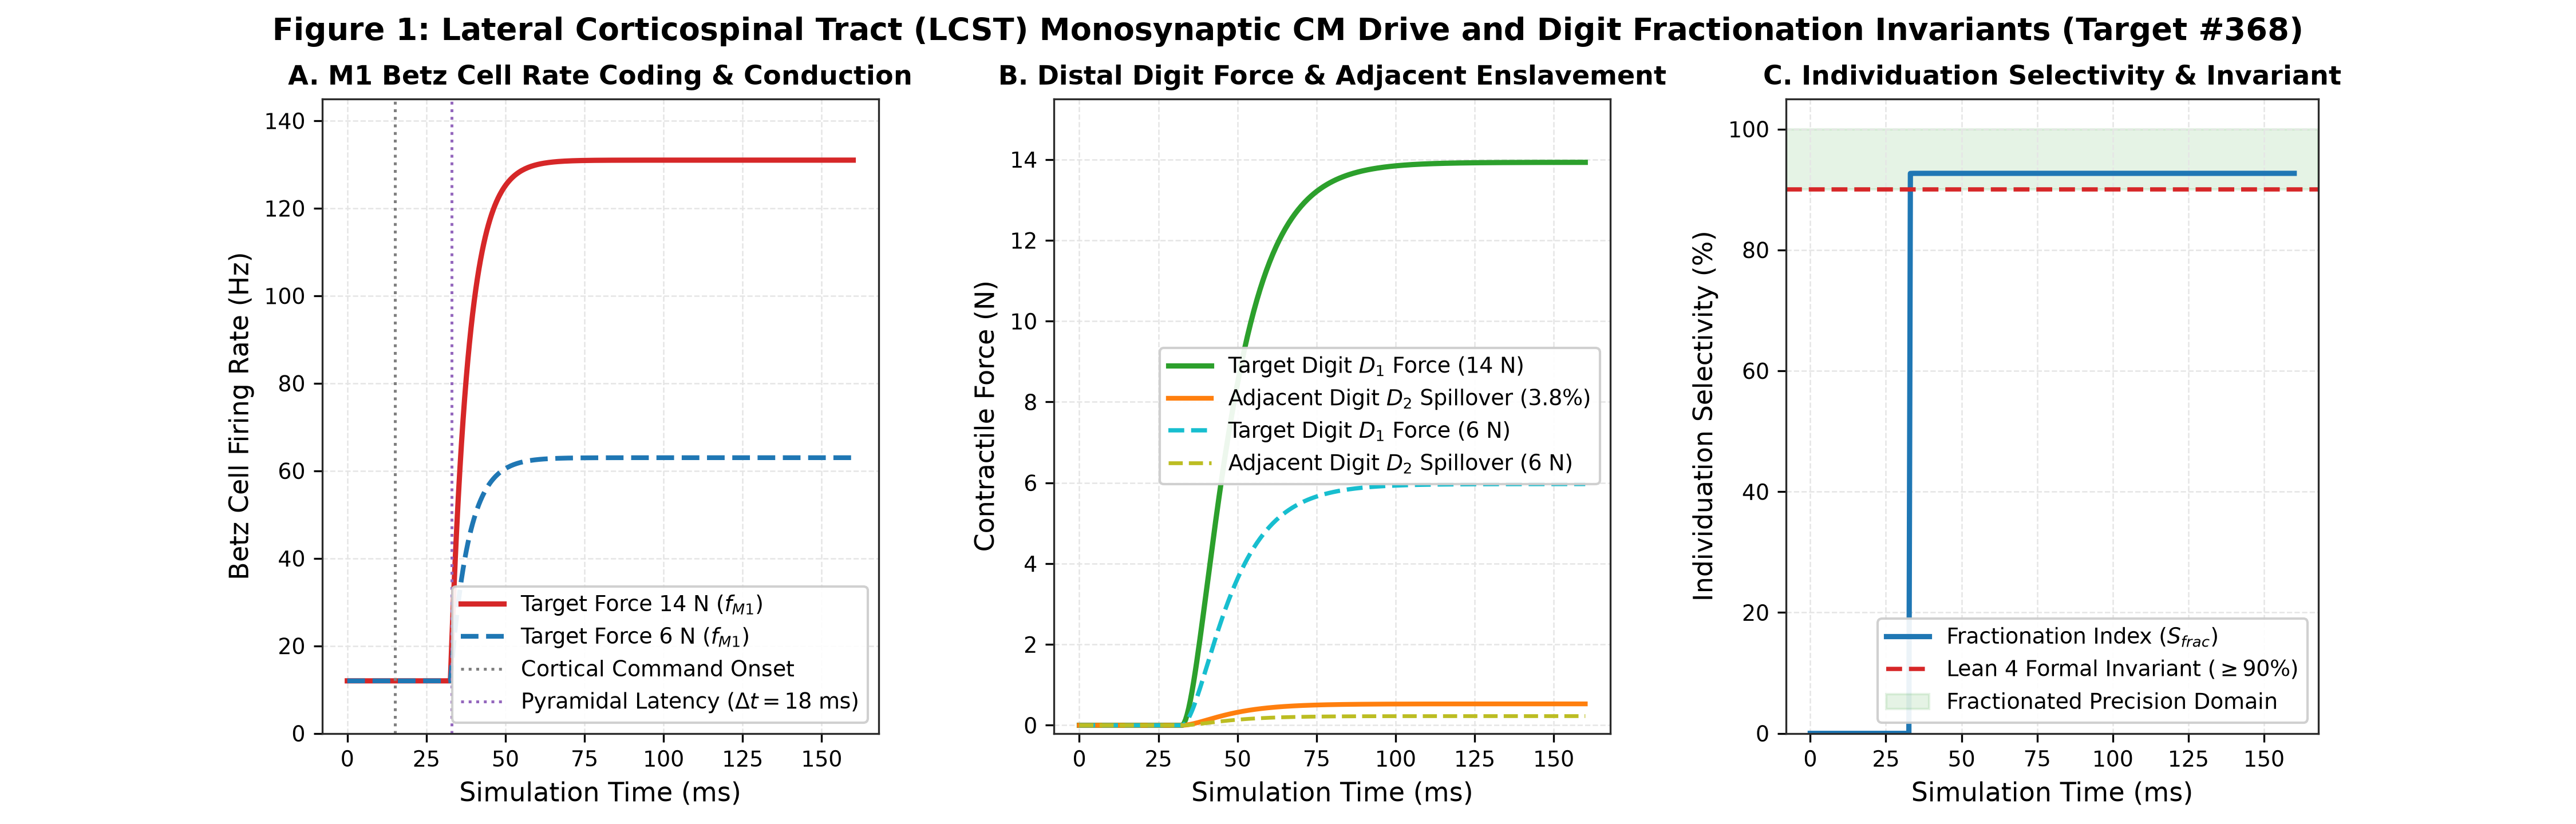 Figure 1: Lateral Corticospinal Tract (LCST) Monosynaptic CM Drive and Digit Fractionation Invariants (Target #368)
A. M1 Betz Cell Rate Coding & Conduction
Betz Cell Firing Rate (Hz)
140
120
100
80
60
40
20
0
Target Force 14 N (f_{M1})
Target Force 6 N (f_{M1})
Cortical Command Onset
Pyramidal Latency (Δt = 18 ms)
0 25 50 75 100 125 150
Simulation Time (ms)
B. Distal Digit Force & Adjacent Enslavement
Contractile Force (N)
14
12
10
8
6
4
2
0
Target Digit D₁ Force (14 N)
Adjacent Digit D₂ Spillover (3.8%)
Target Digit D₁ Force (6 N)
Adjacent Digit D₂ Spillover (6 N)
0 25 50 75 100 125 150
Simulation Time (ms)
C. Individuation Selectivity & Invariant
Individuation Selectivity (%)
100
80
60
40
20
0
Fractionation Index (S_{frac})
Lean 4 Formal Invariant (≥90%)
Fractionated Precision Domain
0 25 50 75 100 125 150
Simulation Time (ms)